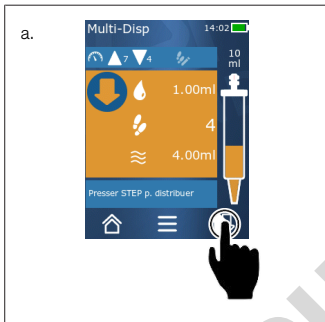 a.
Multi-Disp 14:02
7 4 10 ml
1.00ml
4
4.00ml
Presser STEP p. distribuer